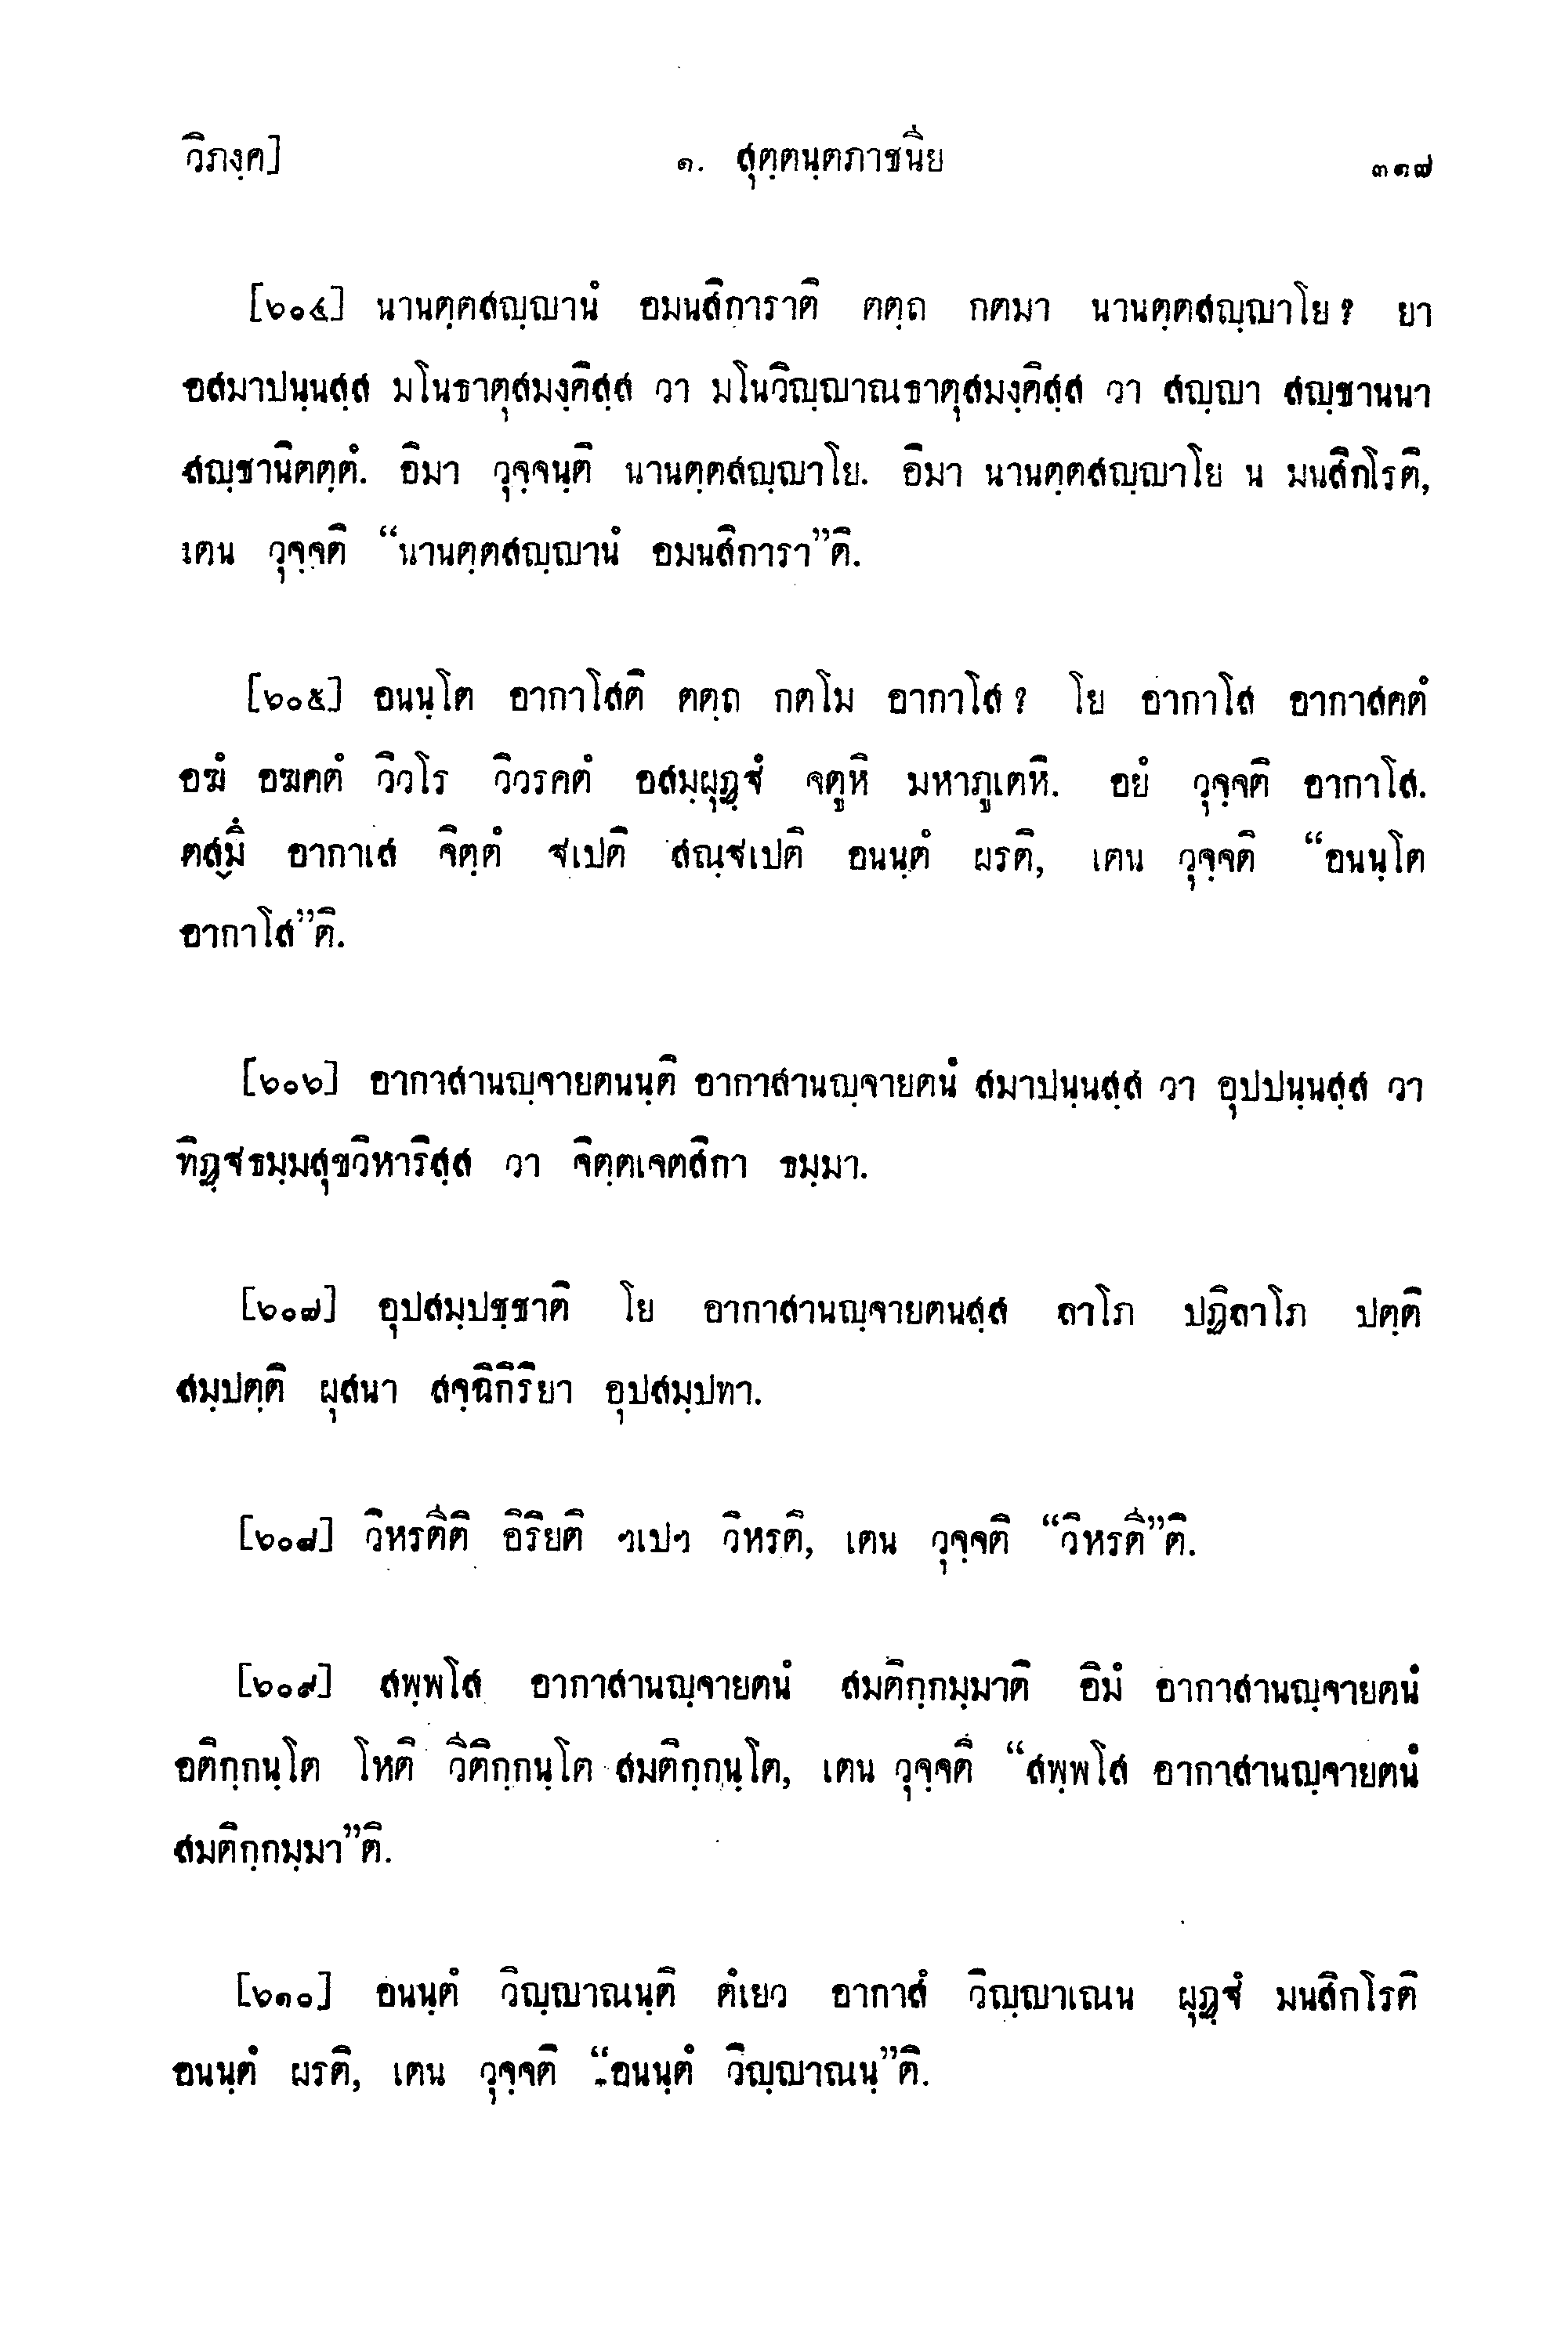 วิภงฺค]
๑. สุตฺตนฺตภาชนีย
๓๑๗
[๖๐๔] นานตฺตสญฺญานํ อมนสิการาติ ตตฺถ กตมา นานตฺตสญฺญาโย? ยา
อสมาปนฺนสฺส มโนธาตุสมงฺคิสฺส วา มโนวิญฺญาณธาตุสมงฺคิสฺส วา สญฺญา สญฺชานนา
สญฺชานิตตฺตํ. อิมา วุจฺจนฺติ นานตฺตสญฺญาโย. อิมา นานตฺตสญฺญาโย น มนสิกโรติ,
เตน วุจฺจติ “นานตฺตสญฺญานํ อมนสิการา”ติ.
[๖๐๕] อนนฺโต อากาโสติ ตตฺถ กตโม อากาโส? โย อากาโส อากาสคตํ
อฆํ อฆคตํ วิวโร วิวรคตํ อสมฺผุฏฺฐํ จตูหิ มหาภูเตหิ. อยํ วุจฺจติ อากาโส.
ตสฺมึ อากาเส จิตฺตํ ฐเปติ สณฺฐเปติ อนนฺตํ ผรติ, เตน วุจฺจติ “อนนฺโต
อากาโส”ติ.
[๖๐๖] อากาสานญฺจายตนนฺติ อากาสานญฺจายตนํ สมาปนฺนสฺส วา อุปปนฺนสฺส วา
ทิฏฺฐธมฺมสุขวิหาริสฺส วา จิตฺตเจตสิกา ธมฺมา.
[๖๐๗] อุปสมฺปชฺชาติ โย อากาสานญฺจายตนสฺส ลาโภ ปฏิลาโภ ปตฺติ
สมฺปตฺติ ผุสนา สจฺฉิกิริยา อุปสมฺปทา.
[๖๐๘] วิหรตีติ อิริยติ ฯเปฯ วิหรติ, เตน วุจฺจติ “วิหรตี”ติ.
[๖๐๙] สพฺพโส อากาสานญฺจายตนํ สมติกฺกมฺมาติ อิมํ อากาสานญฺจายตนํ
อติกฺกนฺโต โหติ วีติกฺกนฺโต สมติกฺกนฺโต, เตน วุจฺจติ “สพฺพโส อากาสานญฺจายตนํ
สมติกฺกมฺมา”ติ.
[๖๑๐] อนนฺตํ วิญฺญาณนฺติ ตํเยว อากาสํ วิญฺญาเณน ผุฏฺฐํ มนสิกโรติ
อนนฺตํ ผรติ, เตน วุจฺจติ “อนนฺตํ วิญฺญาณนฺ”ติ.